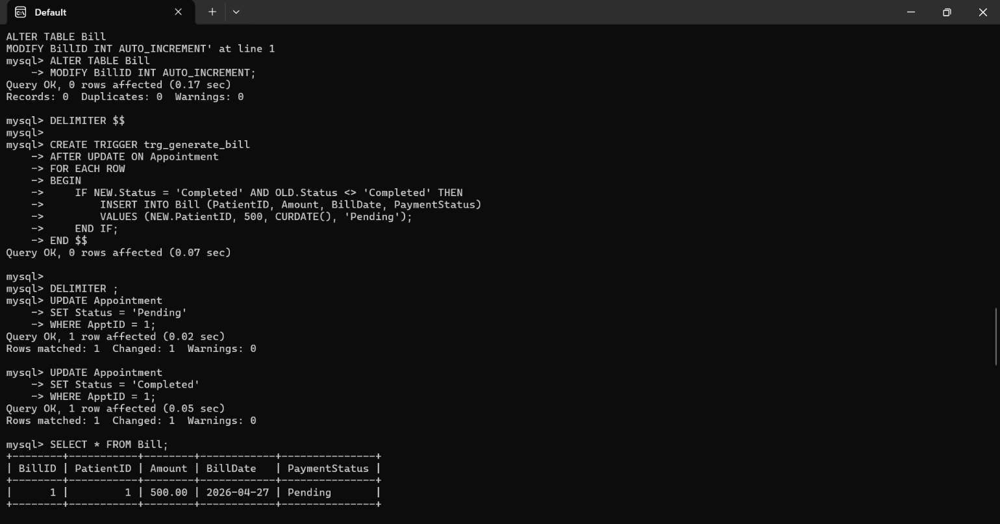 Default
ALTER TABLE Bill
MODIFY BillID INT AUTO_INCREMENT' at line 1
mysql> ALTER TABLE Bill
    -> MODIFY BillID INT AUTO_INCREMENT;
Query OK, 0 rows affected (0.17 sec)
Records: 0  Duplicates: 0  Warnings: 0

mysql> DELIMITER $$
mysql>
mysql> CREATE TRIGGER trg_generate_bill
    -> AFTER UPDATE ON Appointment
    -> FOR EACH ROW
    -> BEGIN
    ->     IF NEW.Status = 'Completed' AND OLD.Status <> 'Completed' THEN
    ->         INSERT INTO Bill (PatientID, Amount, BillDate, PaymentStatus)
    ->         VALUES (NEW.PatientID, 500, CURDATE(), 'Pending');
    ->     END IF;
    -> END $$
Query OK, 0 rows affected (0.07 sec)

mysql>
mysql> DELIMITER ;
mysql> UPDATE Appointment
    -> SET Status = 'Pending'
    -> WHERE ApptID = 1;
Query OK, 1 row affected (0.02 sec)
Rows matched: 1  Changed: 1  Warnings: 0

mysql> UPDATE Appointment
    -> SET Status = 'Completed'
    -> WHERE ApptID = 1;
Query OK, 1 row affected (0.05 sec)
Rows matched: 1  Changed: 1  Warnings: 0

mysql> SELECT * FROM Bill;
+--------+-----------+--------+------------+---------------+
| BillID | PatientID | Amount | BillDate   | PaymentStatus |
+--------+-----------+--------+------------+---------------+
|      1 |         1 | 500.00 | 2026-04-27 | Pending       |
+--------+-----------+--------+------------+---------------+